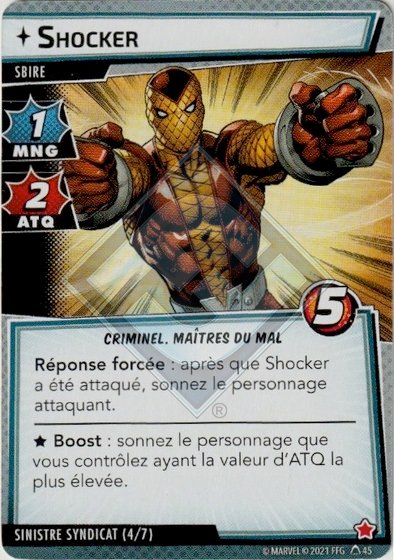 SHOCKER
SBIRE
1
MNG
2
ATQ
5
CRIMINEL. MAÎTRES DU MAL
Réponse forcée : après que Shocker
a été attaqué, sonnez le personnage
attaquant.
®
★ Boost : sonnez le personnage que
vous contrôlez ayant la valeur d'ATQ la
plus élevée.
SINISTRE SYNDICAT (4/7)
© MARVEL © 2021 FFG 45